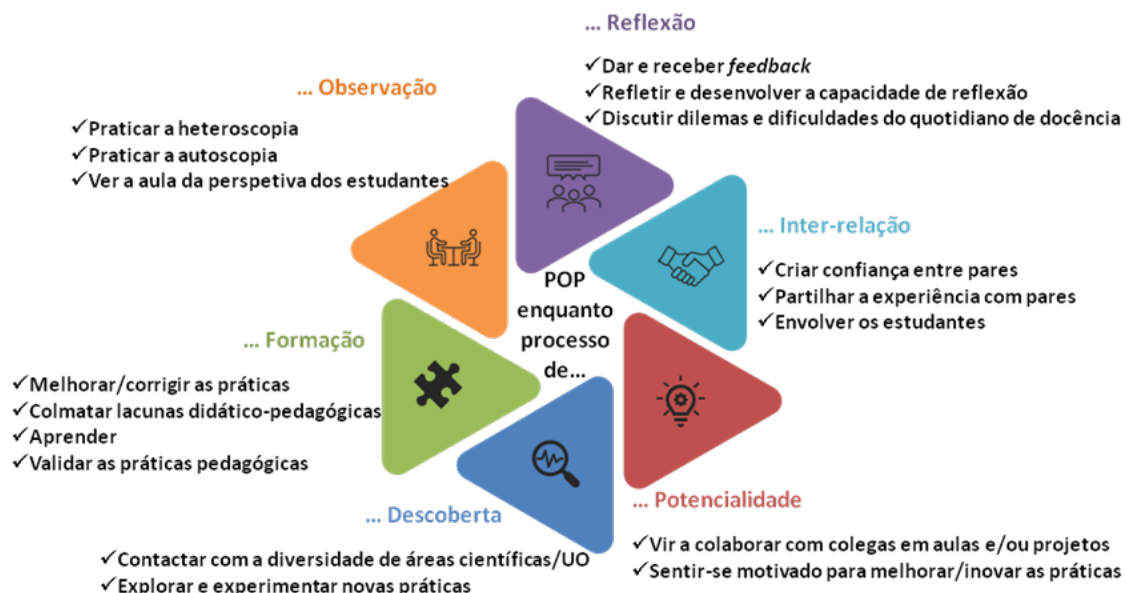 ... Reflexão
✓Dar e receber feedback
✓Refletir e desenvolver a capacidade de reflexão
✓Discutir dilemas e dificuldades do quotidiano de docência
... Observação
✓Praticar a heteroscopia
✓Praticar a autoscopia
✓Ver a aula da perspetiva dos estudantes
... Inter-relação
✓Criar confiança entre pares
✓Partilhar a experiência com pares
✓Envolver os estudantes
POP
enquanto
processo
de...
... Formação
✓Melhorar/corrigir as práticas
✓Colmatar lacunas didático-pedagógicas
✓Aprender
✓Validar as práticas pedagógicas
... Potencialidade
✓Vir a colaborar com colegas em aulas e/ou projetos
✓Sentir-se motivado para melhorar/inovar as práticas
... Descoberta
✓Contactar com a diversidade de áreas científicas/UO
✓Explorar e experimentar novas práticas